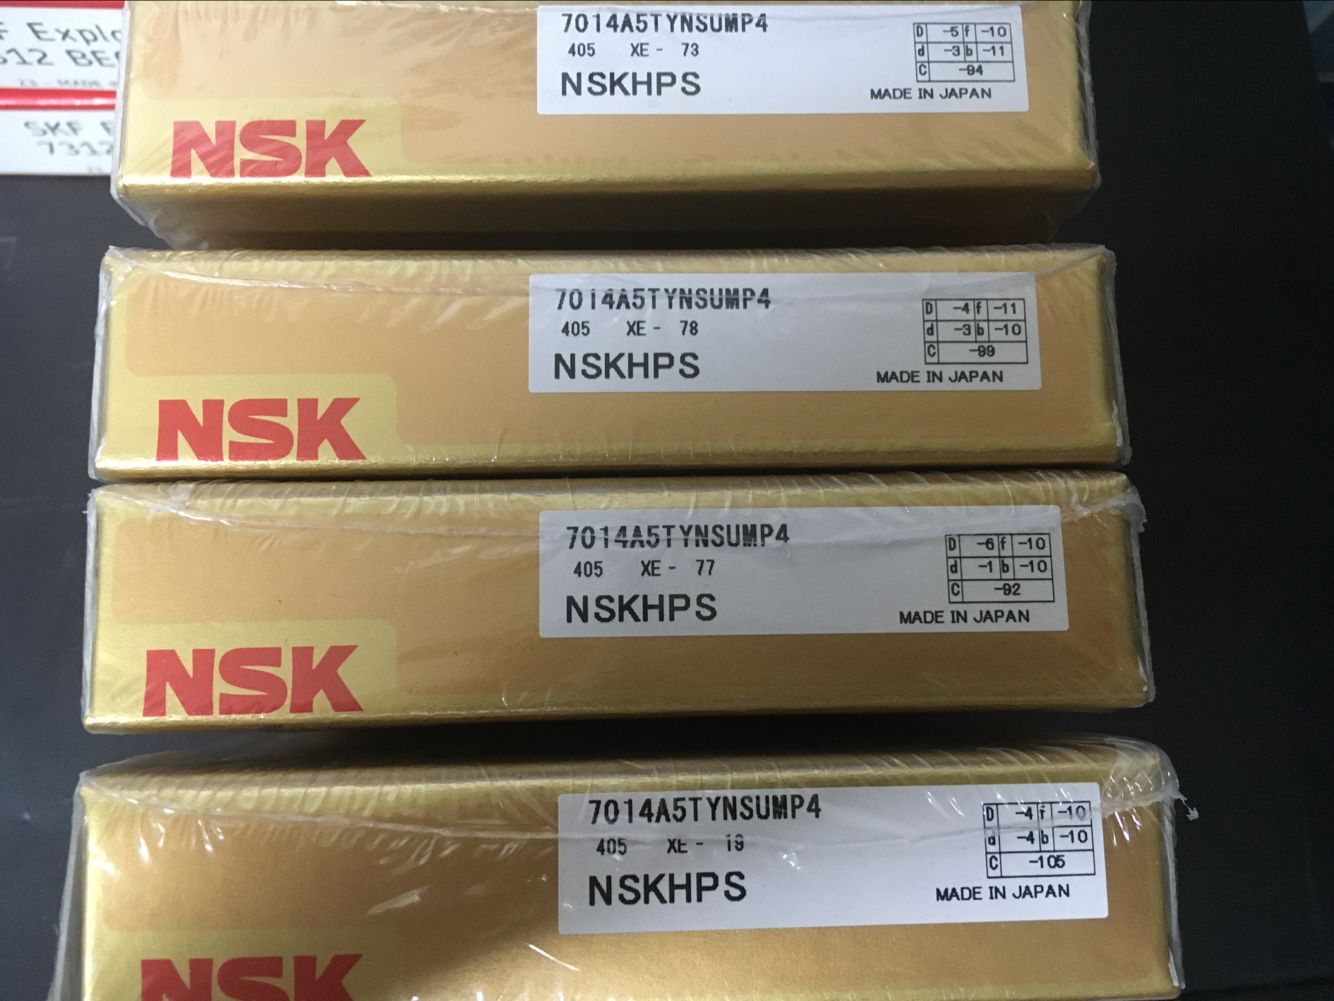 F Explo
SKF
7312
7014A5TYNSUMP4
405 XE - 73
NSKHPS
D -5 f -10
d -3 b -11
C -94
MADE IN JAPAN
NSK
7014A5TYNSUMP4
405 XE - 78
NSKHPS
D -4 f -11
d -3 b -10
C -99
MADE IN JAPAN
NSK
7014A5TYNSUMP4
405 XE - 77
NSKHPS
D -6 f -10
d -1 b -10
C -92
MADE IN JAPAN
NSK
7014A5TYNSUMP4
405 XE - 19
NSKHPS
D -4 f -10
d -4 b -10
C -105
MADE IN JAPAN
NSK